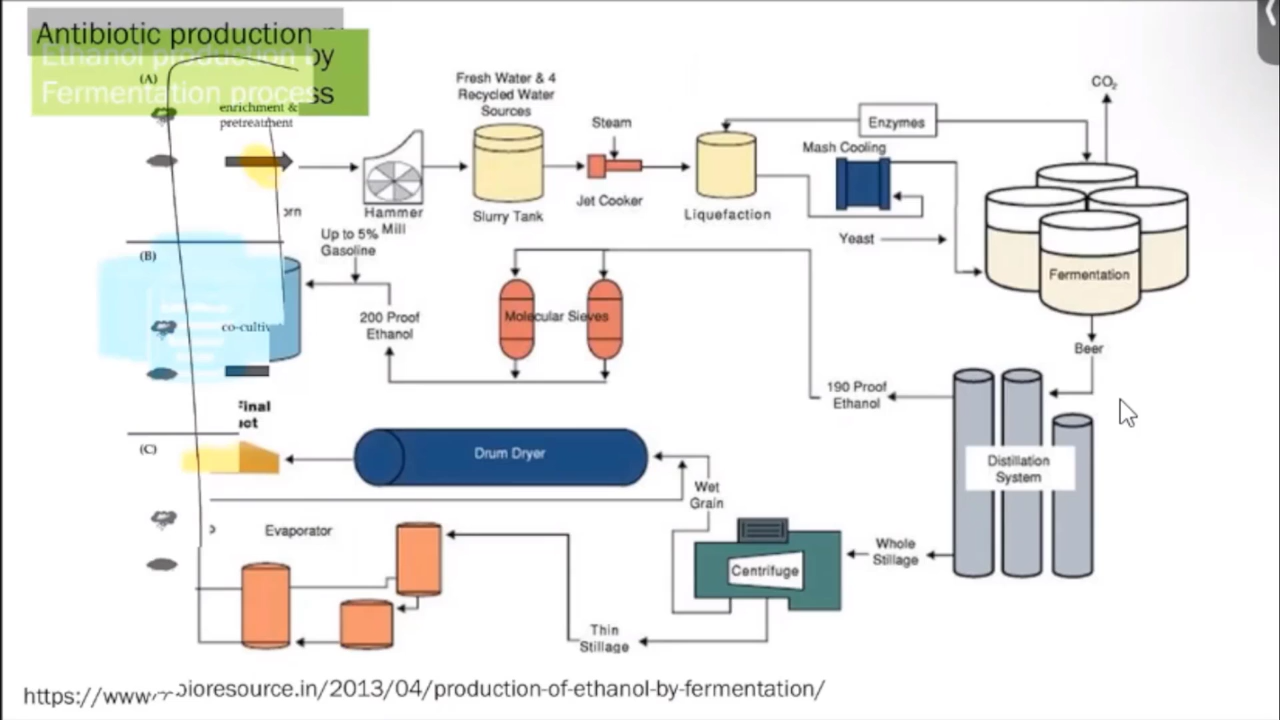 Antibiotic production
Ethanol production by
Fermentation process
(A)
enrichment &
pretreatment
Fresh Water & 4
Recycled Water
Sources
Steam
Enzymes
CO₂
Mash Cooling
Hammer
Mill
Slurry Tank
Jet Cooker
Liquefaction
Yeast
Fermentation
(B)
Up to 5%
Gasoline
200 Proof
Ethanol
Molecular Sieves
Beer
190 Proof
Ethanol
(C)
Drum Dryer
Wet
Grain
Distillation
System
Evaporator
Centrifuge
Whole
Stillage
Thin
Stillage
https://www bioresource.in/2013/04/production-of-ethanol-by-fermentation/